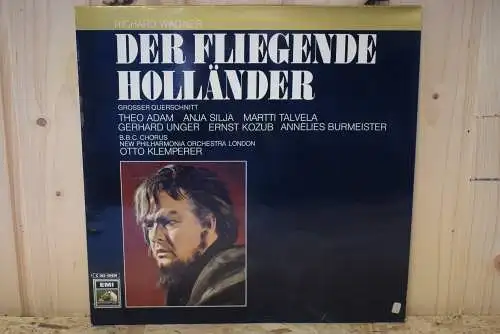 RICHARD WAGNER
DER FLIEGENDE
HOLLÄNDER
GROSSER QUERSCHNITT
THEO ADAM ANJA SILJA MARTTI TALVELA
GERHARD UNGER ERNST KOZUB ANNELIES BURMEISTER
B.B.C. CHORUS
NEW PHILHARMONIA ORCHESTRA LONDON
OTTO KLEMPERER
EMI